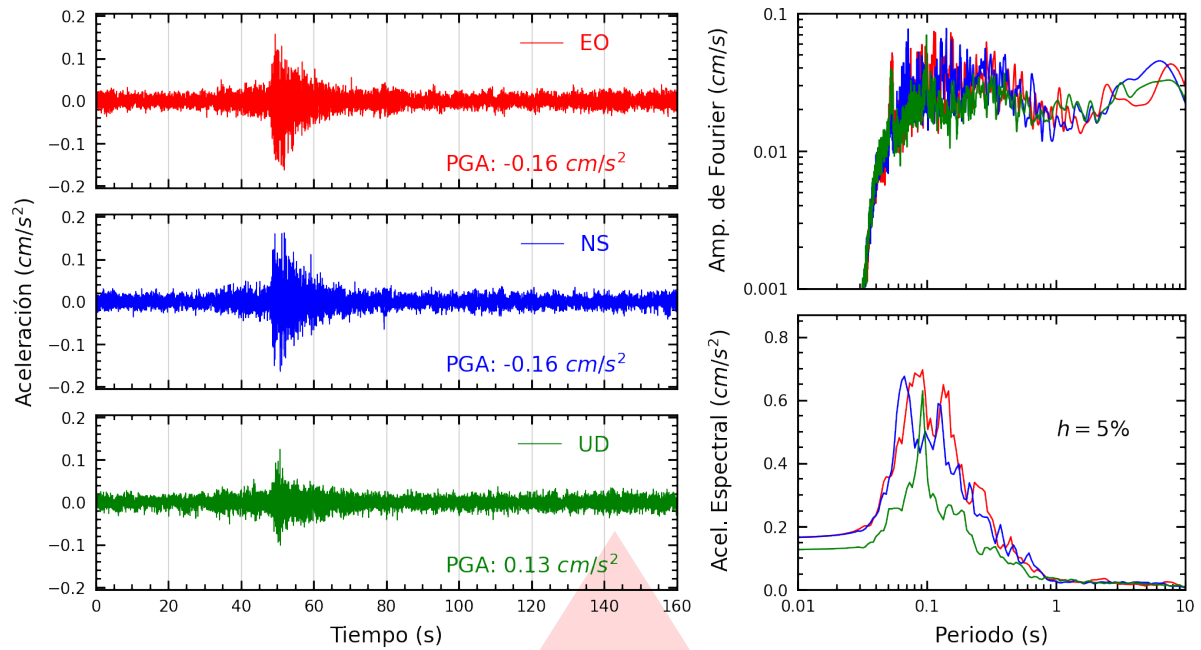 Aceleración (cm/s²)
0.2
0.1
0.0
−0.1
−0.2
EO
PGA: -0.16 cm/s²
0.2
0.1
0.0
−0.1
−0.2
NS
PGA: -0.16 cm/s²
0.2
0.1
0.0
−0.1
−0.2
UD
PGA: 0.13 cm/s²
0 20 40 60 80 100 120 140 160
Tiempo (s)
Amp. de Fourier (cm/s)
0.1
0.01
0.001
Acel. Espectral (cm/s²)
0.8
0.6
0.4
0.2
0.0
h = 5%
0.01 0.1 1 10
Periodo (s)